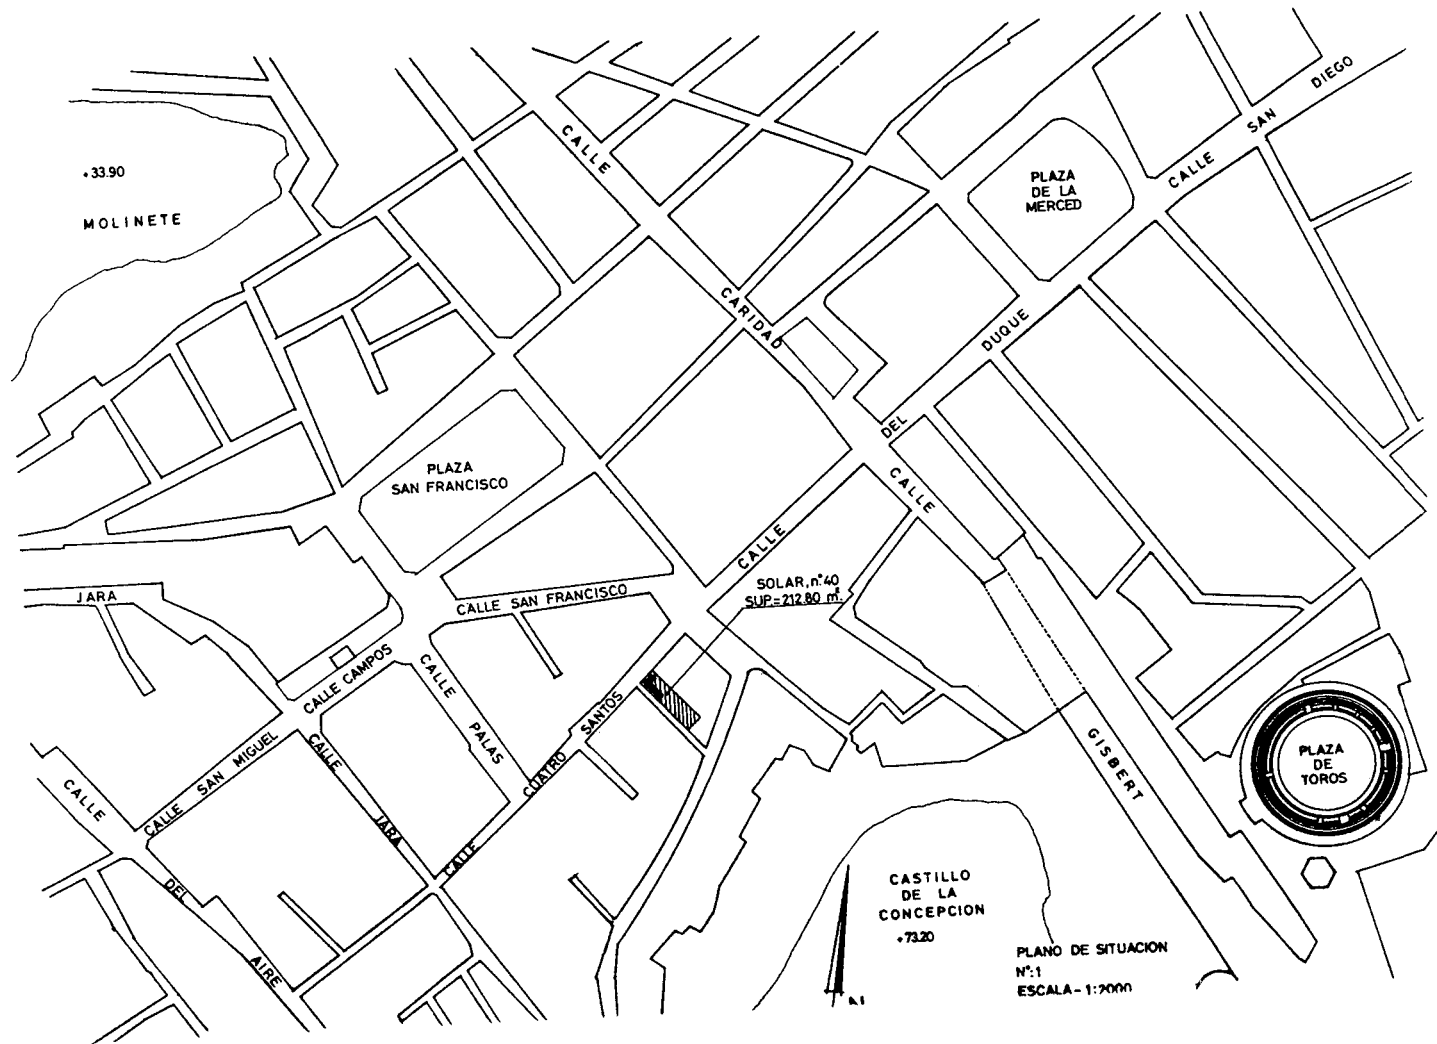 CALLE SAN DIEGO
CALLE
CARIDAD
+33.90
MOLINETE
PLAZA
DE LA
MERCED
DUQUE
DEL
CALLE
PLAZA
SAN FRANCISCO
CALLE
SOLAR, n.º 40
SUP.=212.80 m².
JARA
CALLE SAN FRANCISCO
CALLE CAMPOS
CALLE PALAS
SANTOS
CUATRO
CALLE
CALLE SAN MIGUEL
CALLE JARA
CALLE
DEL
AIRE
GISBERT
PLAZA
DE
TOROS
CASTILLO
DE LA
CONCEPCION
+73.20
PLANO DE SITUACION
Nº:1
ESCALA-1:2000